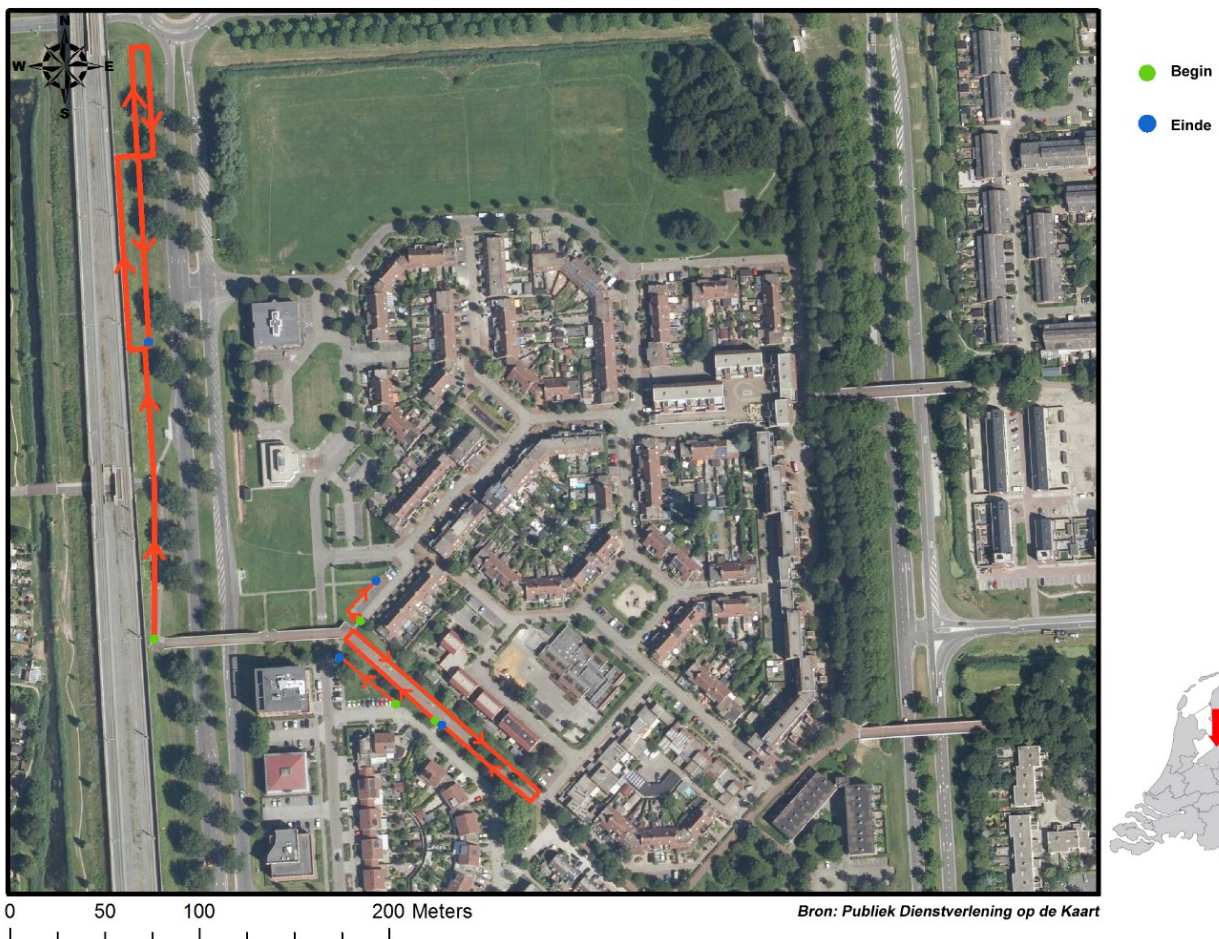 N
W E
S
Begin
Einde
0 50 100 200 Meters
Bron: Publiek Dienstverlening op de Kaart